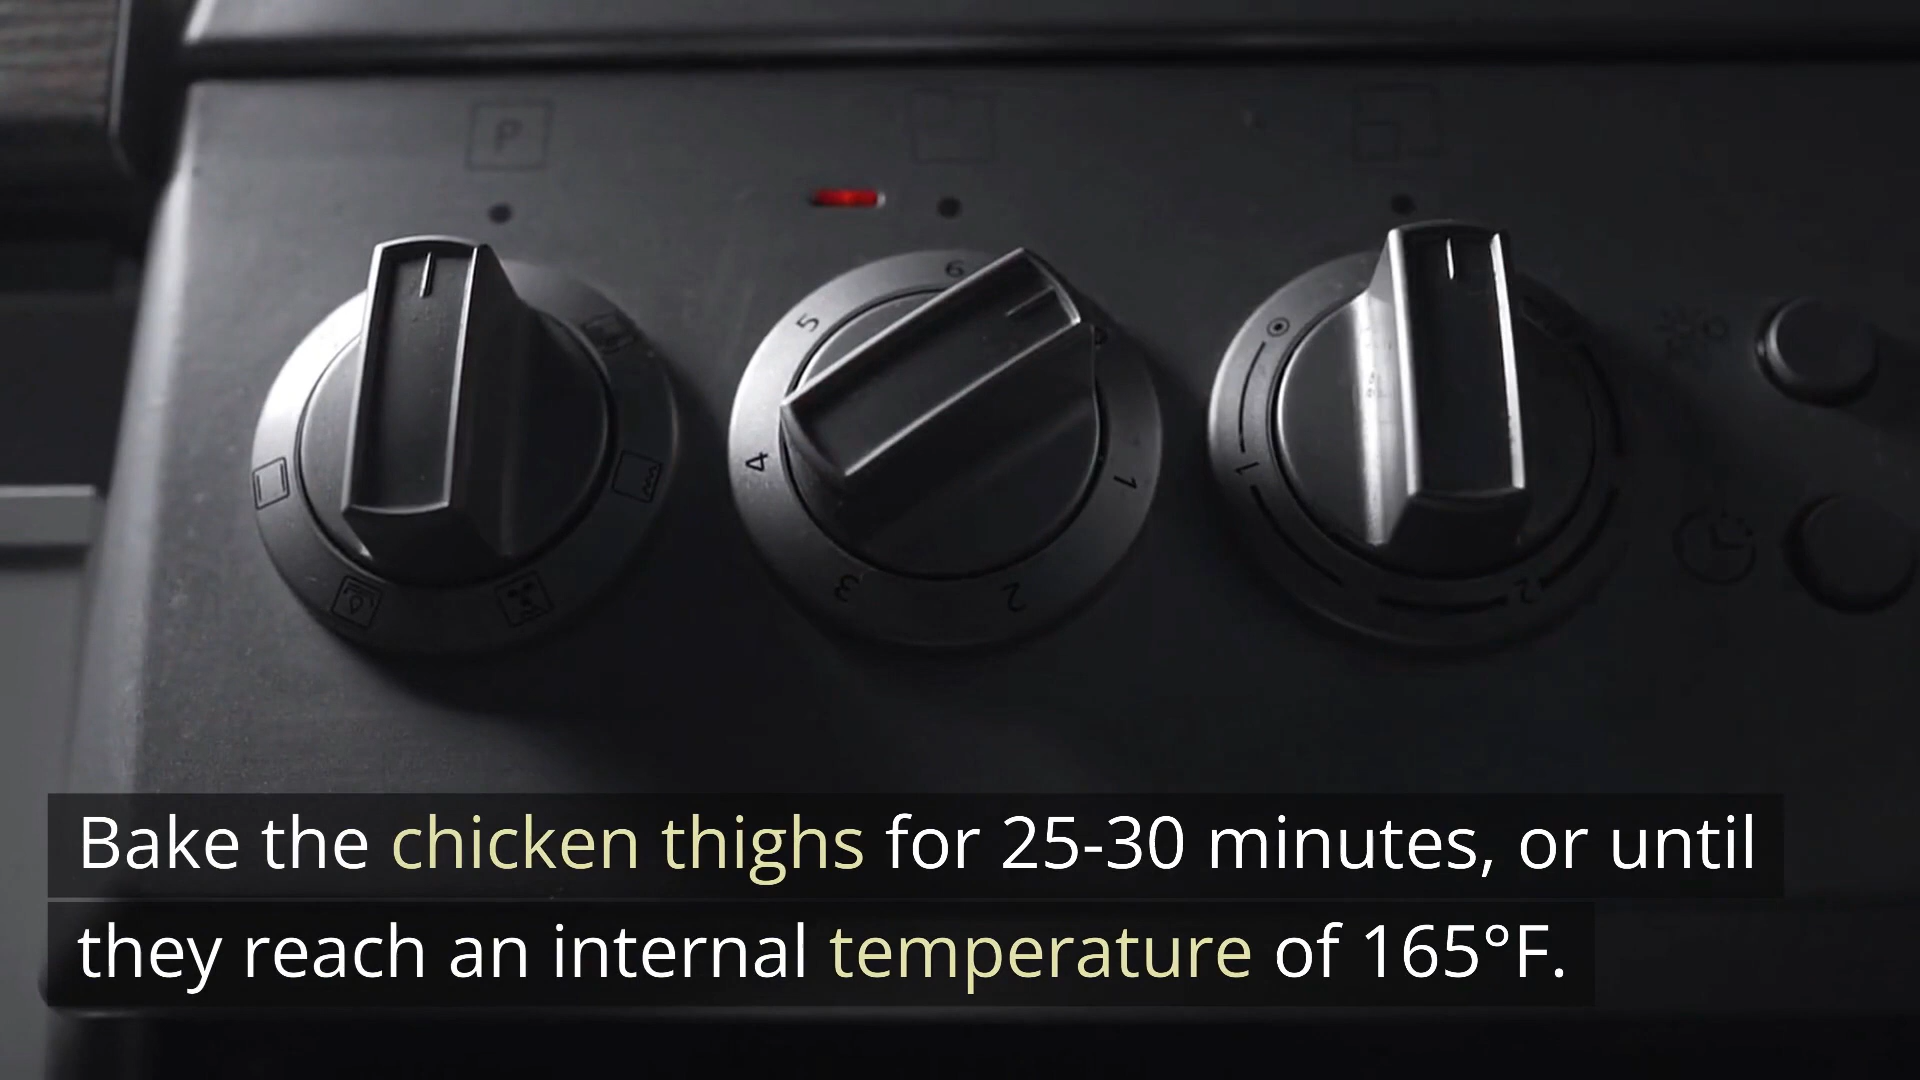 P
6
5
4
1
1
3
2
2
Bake the chicken thighs for 25-30 minutes, or until
they reach an internal temperature of 165°F.